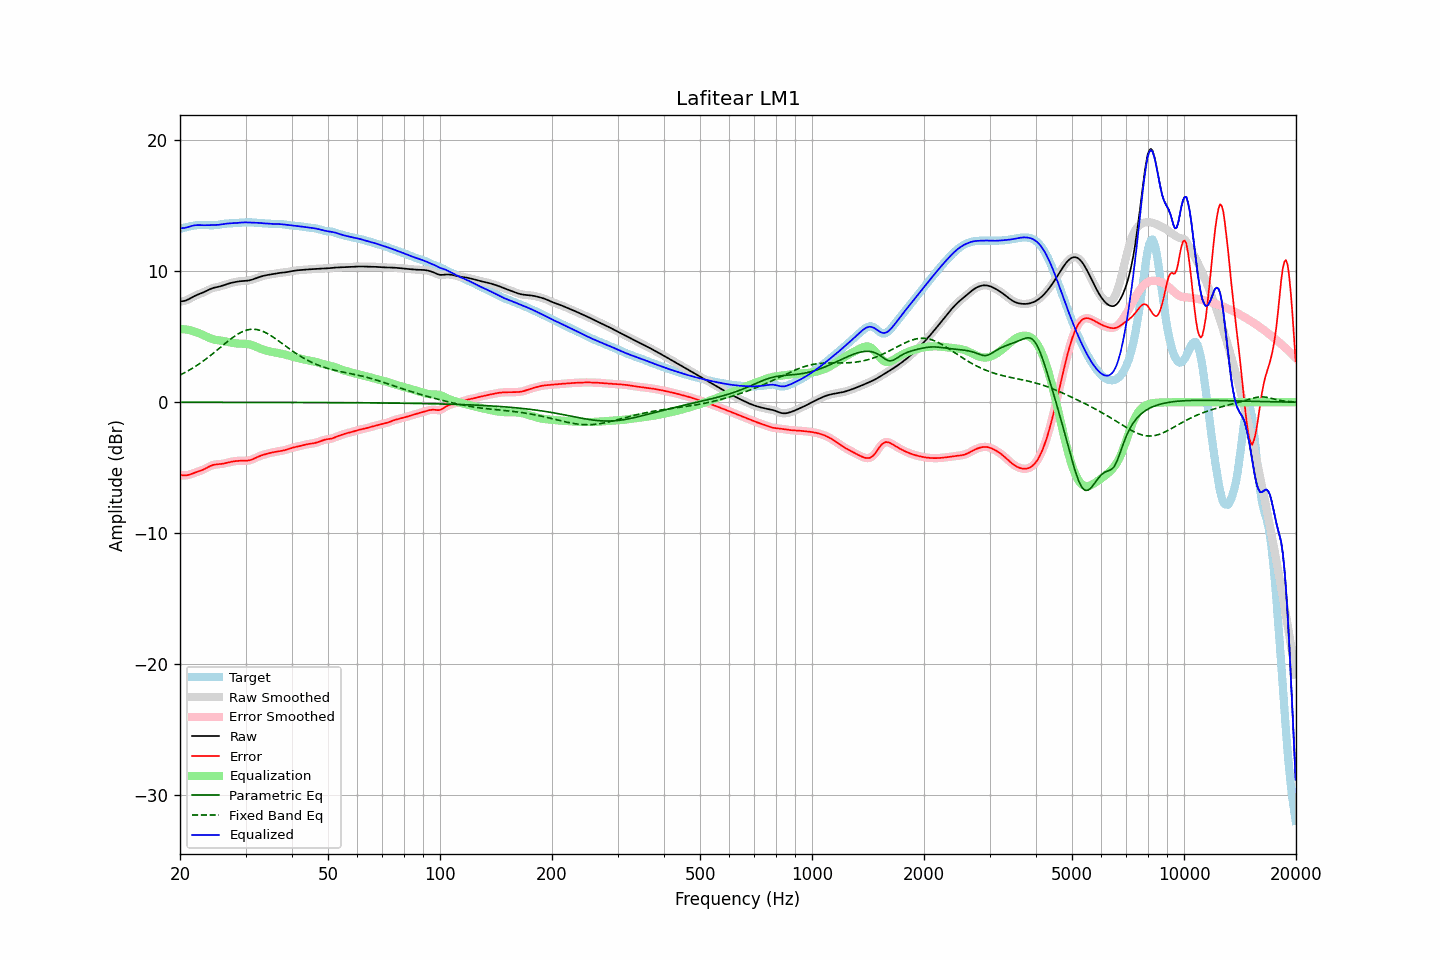 Lafitear LM1
20
10
0
−10
−20
−30
Amplitude (dBr)
Target
Raw Smoothed
Error Smoothed
Raw
Error
Equalization
Parametric Eq
Fixed Band Eq
Equalized
20 50 100 200 500 1000 2000 5000 10000 20000
Frequency (Hz)